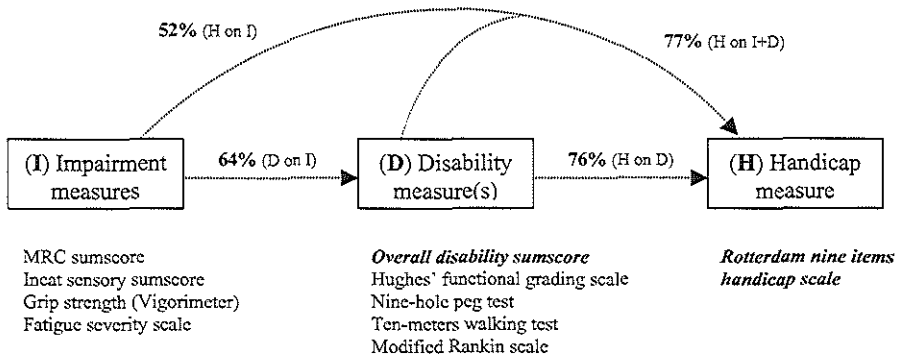 52% (H on I)
77% (H on I+D)
(I) Impairment
measures
64% (D on I)
(D) Disability
measure(s)
76% (H on D)
(H) Handicap
measure
MRC sumscore
Incat sensory sumscore
Grip strength (Vigorimeter)
Fatigue severity scale
Overall disability sumscore
Hughes' functional grading scale
Nine-hole peg test
Ten-meters walking test
Modified Rankin scale
Rotterdam nine items
handicap scale